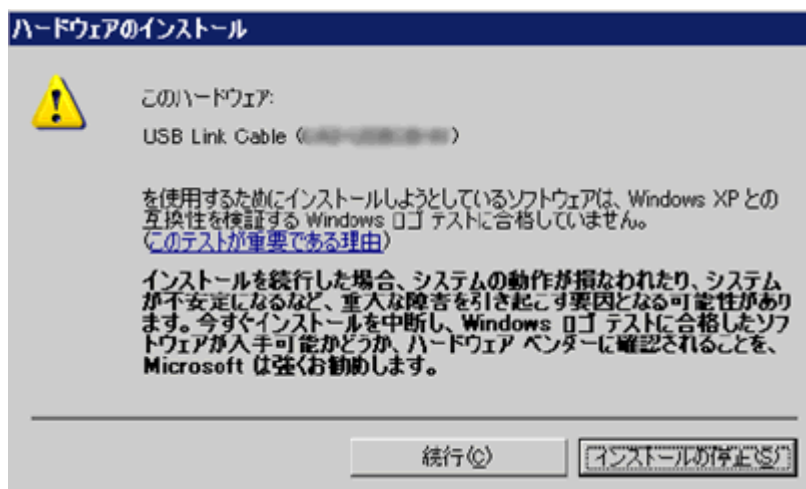 ハードウェアのインストール
このハードウェア:
USB Link Cable ( )
を使用するためにインストールしようとしているソフトウェアは、Windows XP との
互換性を検証する Windows ロゴ テストに合格していません。
(このテストが重要である理由)
インストールを続行した場合、システムの動作が損なわれたり、システム
が不安定になるなど、重大な障害を引き起こす要因となる可能性があり
ます。今すぐインストールを中断し、Windows ロゴ テストに合格したソフ
トウェアが入手可能かどうか、ハードウェア ベンダーに確認されることを、
Microsoft は強くお勧めします。
続行(C)
インストールの停止(S)